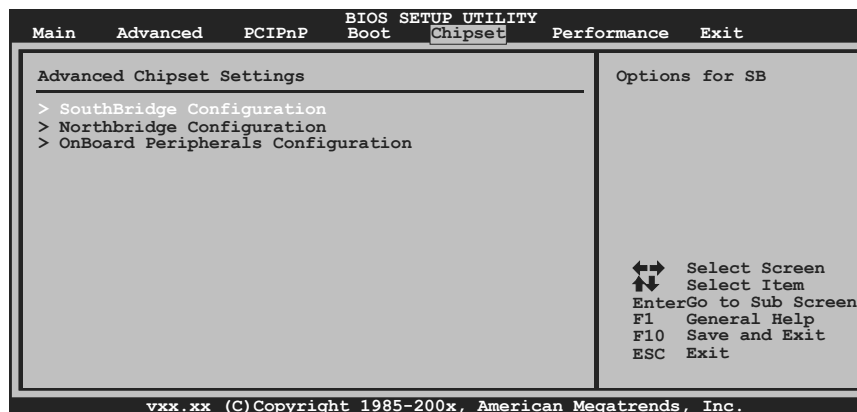 BIOS SETUP UTILITY
Main Advanced PCIPnP Boot Chipset Performance Exit
Advanced Chipset Settings
> SouthBridge Configuration
> Northbridge Configuration
> OnBoard Peripherals Configuration
Options for SB
Select Screen
Select Item
EnterGo to Sub Screen
F1 General Help
F10 Save and Exit
ESC Exit
vxx.xx (C)Copyright 1985-200x, American Megatrends, Inc.